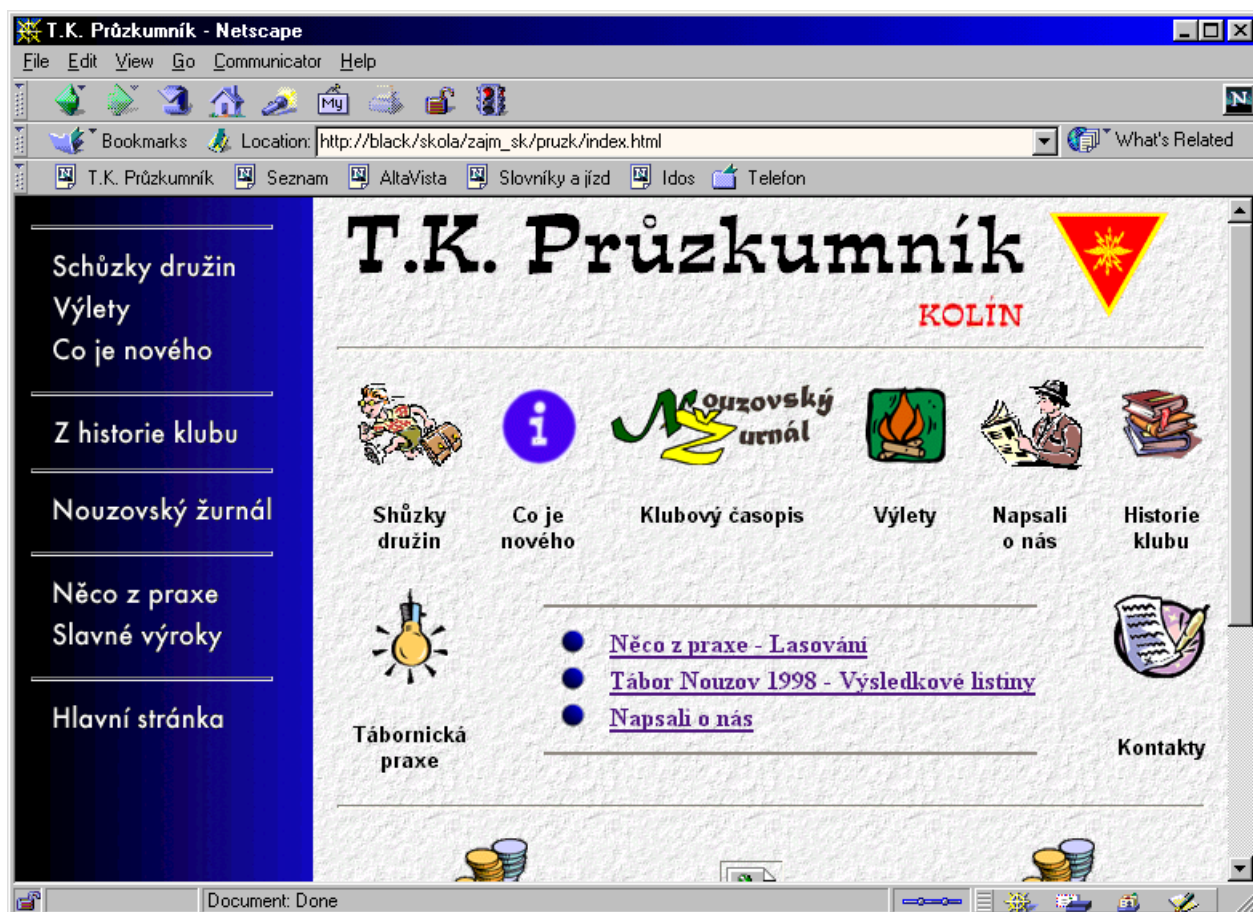 T.K. Průzkumník - Netscape
File Edit View Go Communicator Help
My
N
Bookmarks Location: http://black/skola/zajm_sk/pruzk/index.html What's Related
T.K. Průzkumník Seznam AltaVista Slovníky a jízd Idos Telefon
Schůzky družin
Výlety
Co je nového
Z historie klubu
Nouzovský žurnál
Něco z praxe
Slavné výroky
Hlavní stránka
T.K. Průzkumník
KOLÍN
i
Nouzovský
Žurnál
Shůzky
družin
Co je
nového
Klubový časopis
Výlety
Napsali
o nás
Historie
klubu
Tábornická
praxe
Něco z praxe - Lasování
Tábor Nouzov 1998 - Výsledkové listiny
Napsali o nás
Kontakty
Document: Done